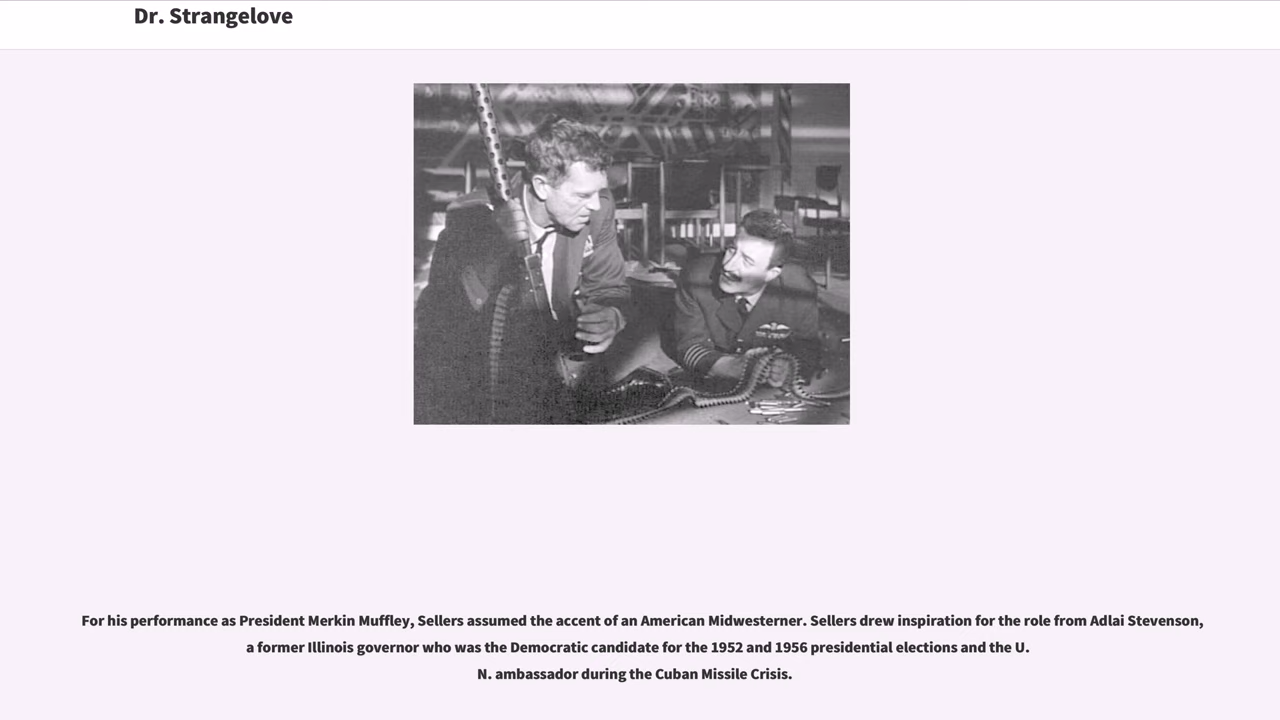 Dr. Strangelove
For his performance as President Merkin Muffley, Sellers assumed the accent of an American Midwesterner. Sellers drew inspiration for the role from Adlai Stevenson,
a former Illinois governor who was the Democratic candidate for the 1952 and 1956 presidential elections and the U.
N. ambassador during the Cuban Missile Crisis.